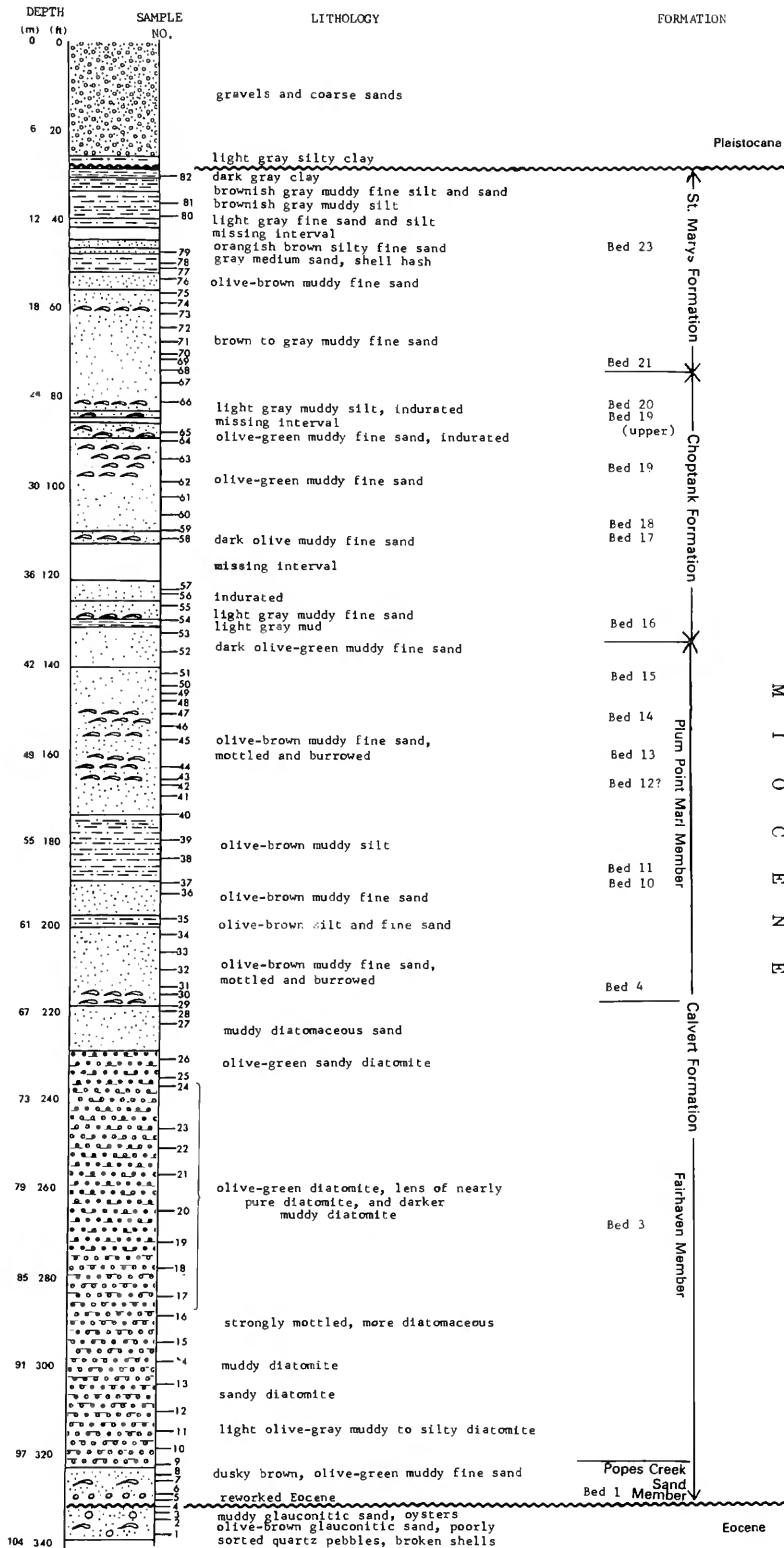 DEPTH
SAMPLE
LITHOLOGY
FORMATION
(m) (ft)
NO.
0 0
gravels and coarse sands
6 20
Plaistocana
light gray silty clay
82
dark gray clay
brownish gray muddy fine silt and sand
81
brownish gray muddy silt
80
12 40
light gray fine sand and silt
missing interval
orangish brown silty fine sand
Bed 23
79
78
gray medium sand, shell hash
77
76
olive-brown muddy fine sand
75
74
18 60
73
72
71
brown to gray muddy fine sand
70
69
68
Bed 21
67
St. Marys Formation
24 80
66
light gray muddy silt, indurated
Bed 20
missing interval
Bed 19
(upper)
65
64
olive-green muddy fine sand, indurated
63
Bed 19
62
olive-green muddy fine sand
30 100
61
60
59
Bed 18
58
dark olive muddy fine sand
Bed 17
missing interval
36 120
57
56
indurated
55
light gray muddy fine sand
54
light gray mud
Bed 16
53
Choptank Formation
52
dark olive-green muddy fine sand
42 140
51
Bed 15
50
49
48
47
Bed 14
46
45
olive-brown muddy fine sand,
mottled and burrowed
49 160
Bed 13
44
43
42
Bed 12?
41
40
55 180
39
olive-brown muddy silt
38
Bed 11
37
Bed 10
36
olive-brown muddy fine sand
35
61 200
olive-brown silt and fine sand
34
33
32
olive-brown muddy fine sand,
mottled and burrowed
31
30
Bed 4
29
Plum Point Marl Member
67 220
28
27
muddy diatomaceous sand
26
olive-green sandy diatomite
25
24
73 240
23
22
21
79 260
olive-green diatomite, lens of nearly
pure diatomite, and darker
muddy diatomite
20
Bed 3
19
18
85 280
17
16
strongly mottled, more diatomaceous
15
91 300
4
muddy diatomite
13
sandy diatomite
12
11
light olive-gray muddy to silty diatomite
10
97 320
9
Fairhaven Member
8
dusky brown, olive-green muddy fine sand
Popes Creek
Sand
Member
7
6
5
reworked Eocene
Bed 1
Calvert Formation
MIOCENE
4
3
muddy glauconitic sand, oysters
2
olive-brown glauconitic sand, poorly
sorted quartz pebbles, broken shells
1
Eocene
104 340